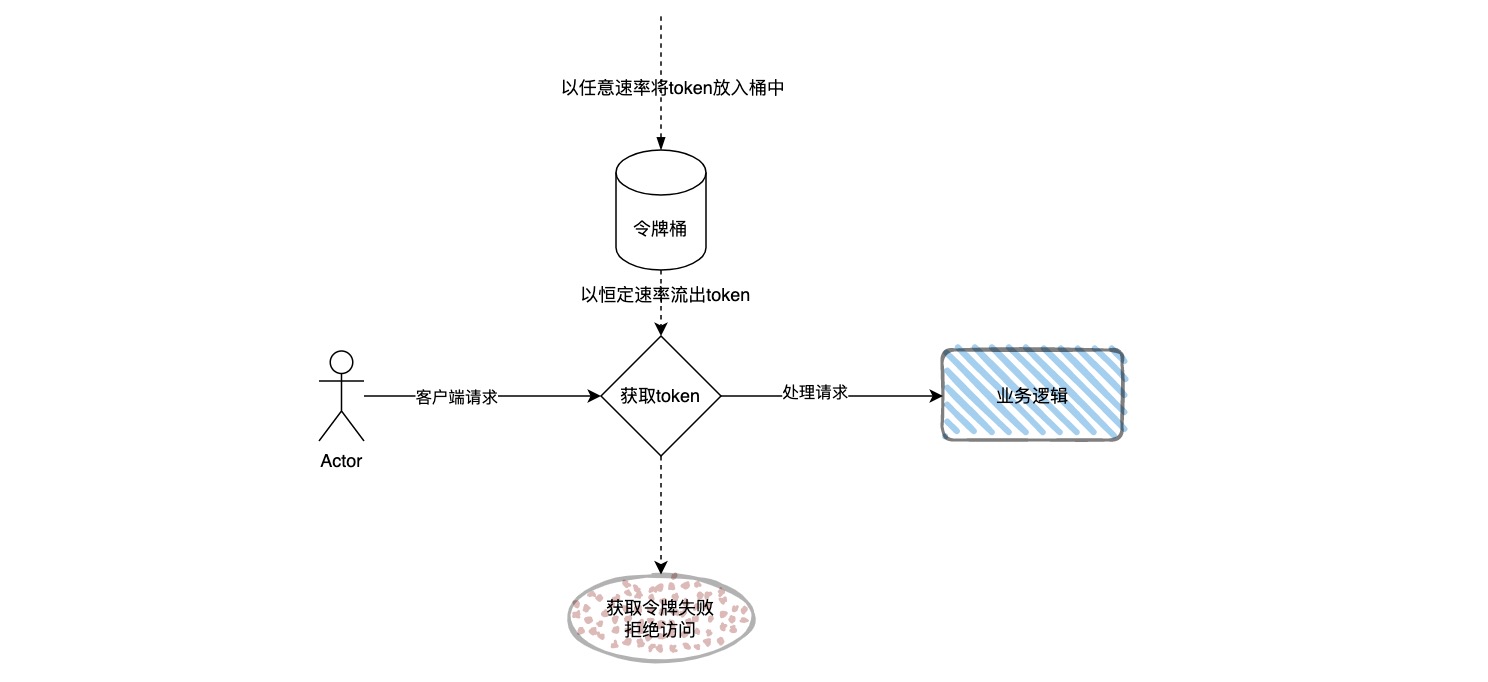 以任意速率将token放入桶中
令牌桶
以恒定速率流出token
客户端请求
获取token
处理请求
业务逻辑
Actor
获取令牌失败
拒绝访问